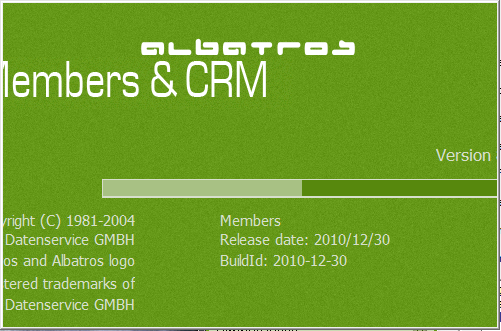 albatros
Members & CRM
Version
yright (C) 1981-2004
Datenservice GMBH
os and Albatros logo
tered trademarks of
Datenservice GMBH
Members
Release date: 2010/12/30
BuildId: 2010-12-30